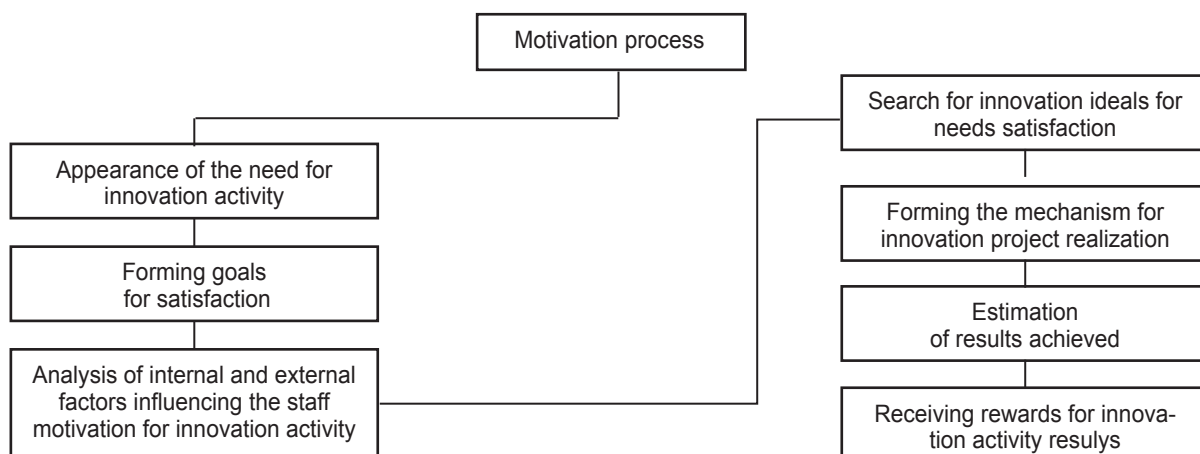 Motivation process
Appearance of the need for
innovation activity
Forming goals
for satisfaction
Analysis of internal and external
factors influencing the staff
motivation for innovation activity
Search for innovation ideals for
needs satisfaction
Forming the mechanism for
innovation project realization
Estimation
of results achieved
Receiving rewards for innova-
tion activity resulys